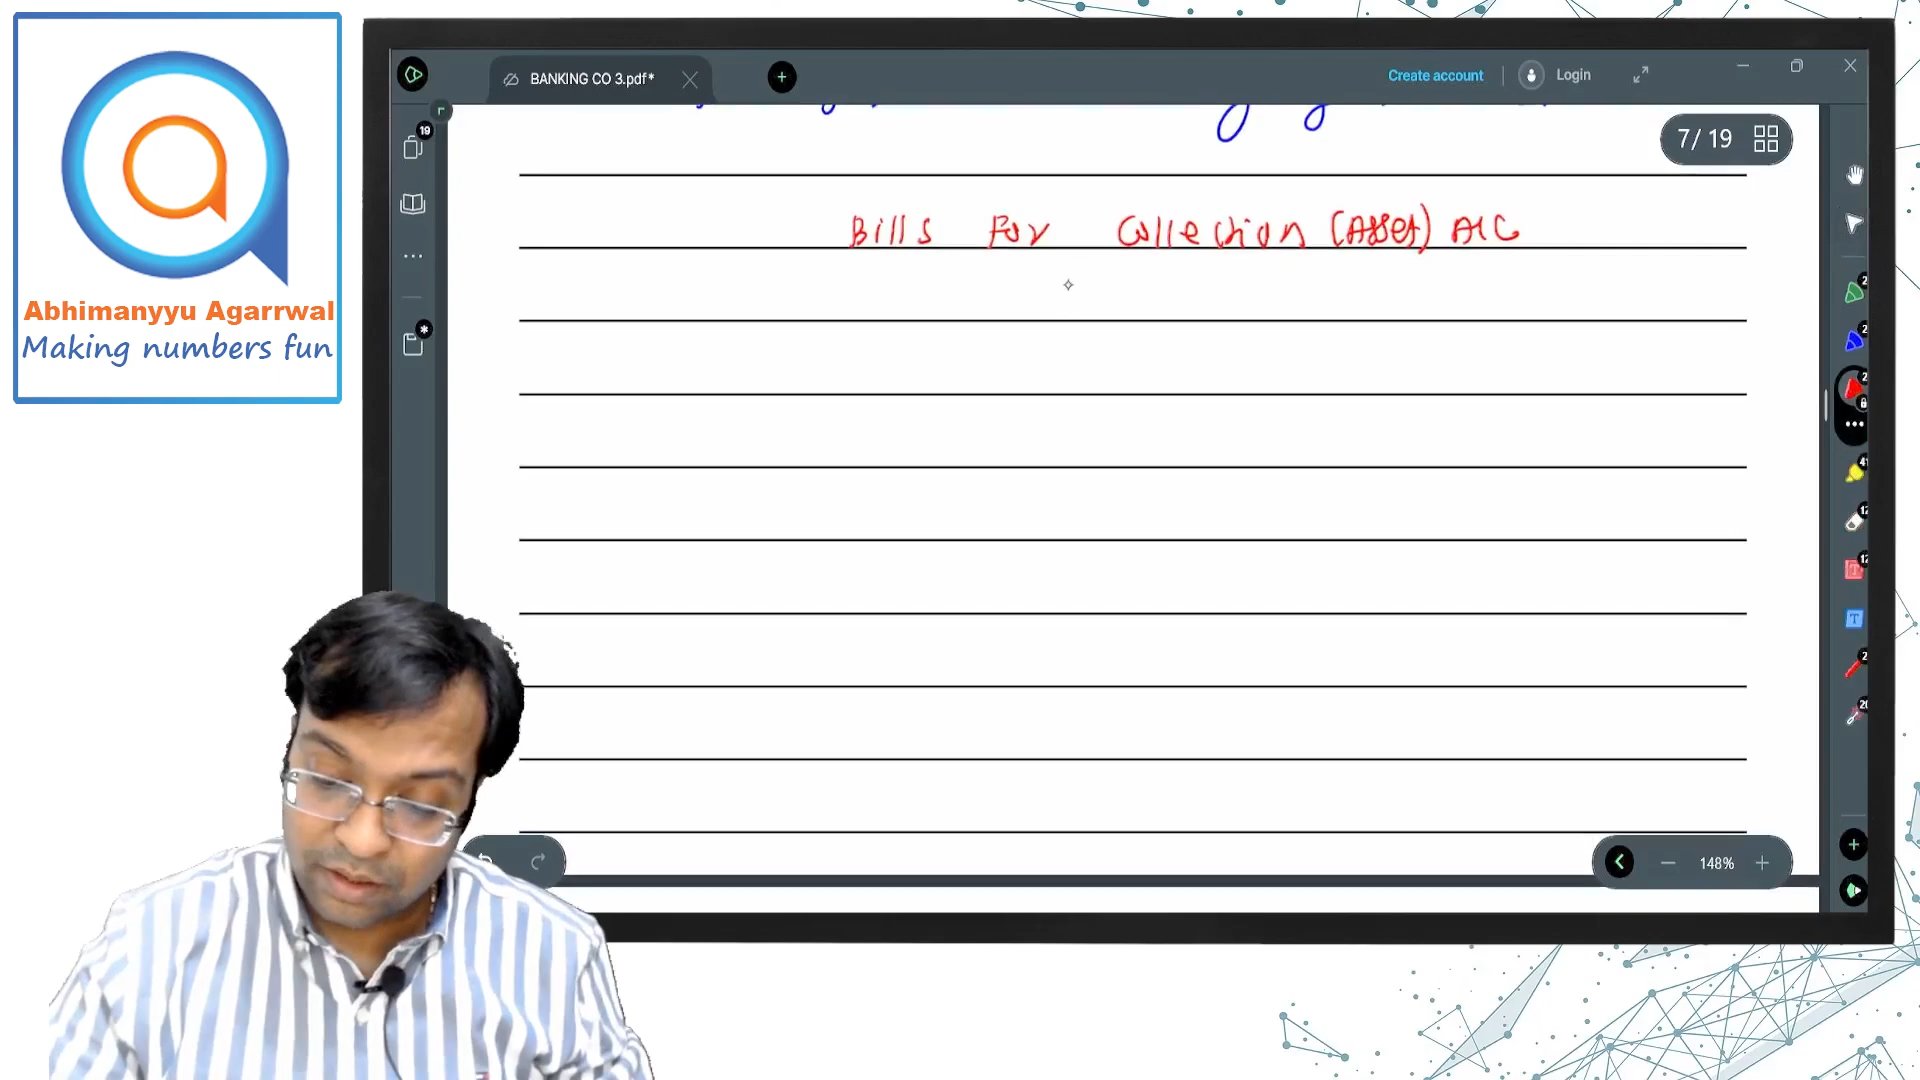 Abhimanyyu Agarrwal
Making numbers fun
BANKING CO 3.pdf*
Create account
Login
19
7/ 19
Bills For Collection (Asset) A/C
148%